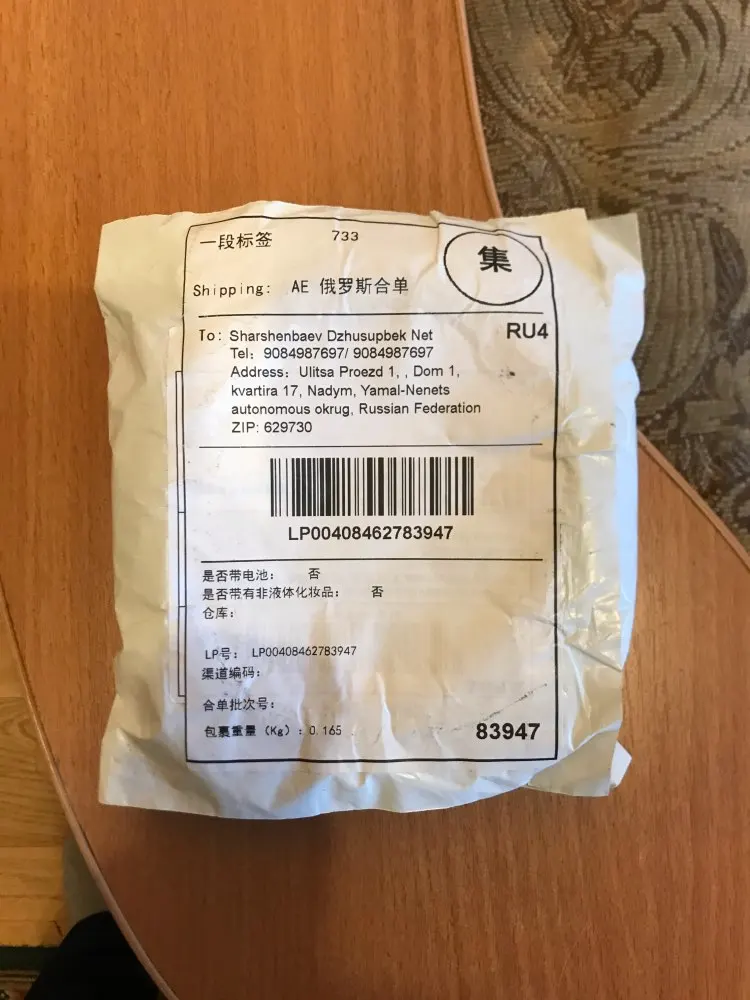 一段标签 733
集
Shipping: AE 俄罗斯合单
To: Sharshenbaev Dzhusupbek Net RU4
Tel: 9084987697/ 9084987697
Address: Ulitsa Proezd 1, , Dom 1,
kvartira 17, Nadym, Yamal-Nenets
autonomous okrug, Russian Federation
ZIP: 629730
LP00408462783947
是否带电池: 否
是否带有非液体化妆品: 否
仓库:
LP号: LP00408462783947
渠道编码:
合单批次号:
包裹重量 (Kg) : 0.165 83947